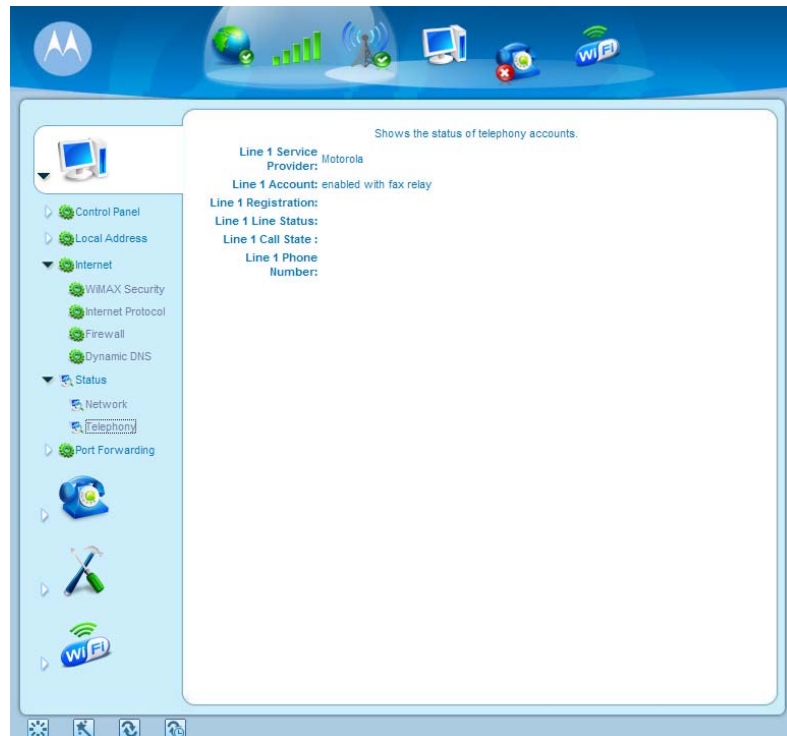 WiFi
Shows the status of telephony accounts.
Line 1 Service
Provider: Motorola
Line 1 Account: enabled with fax relay
Line 1 Registration:
Line 1 Line Status:
Line 1 Call State :
Line 1 Phone
Number:
Control Panel
Local Address
Internet
WiMAX Security
Internet Protocol
Firewall
Dynamic DNS
Status
Network
Telephony
Port Forwarding
WiFi